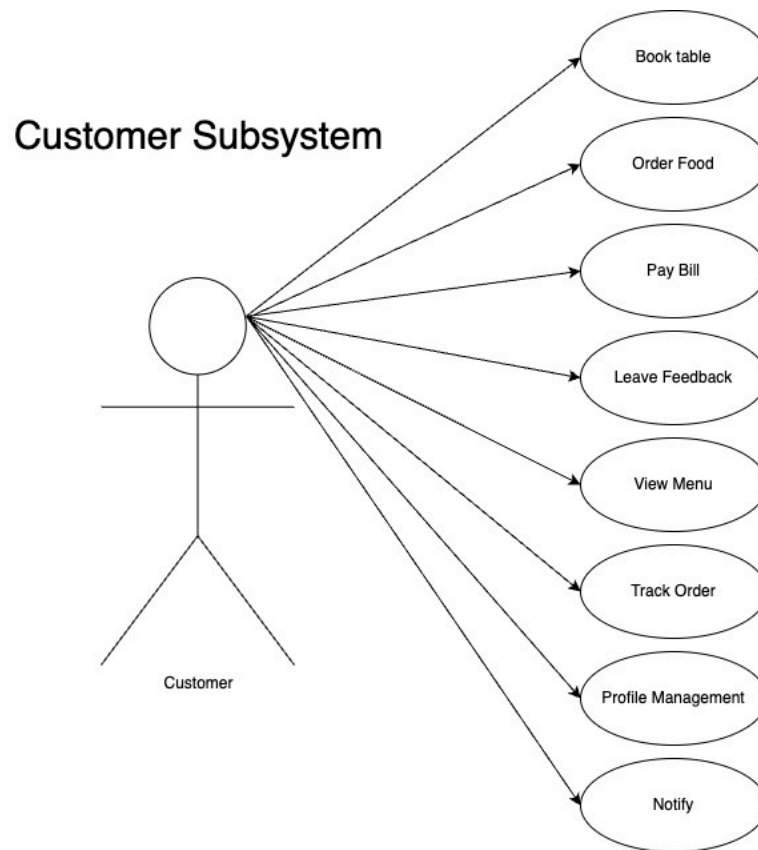 Customer Subsystem
Book table
Order Food
Pay Bill
Leave Feedback
View Menu
Track Order
Profile Management
Notify
Customer